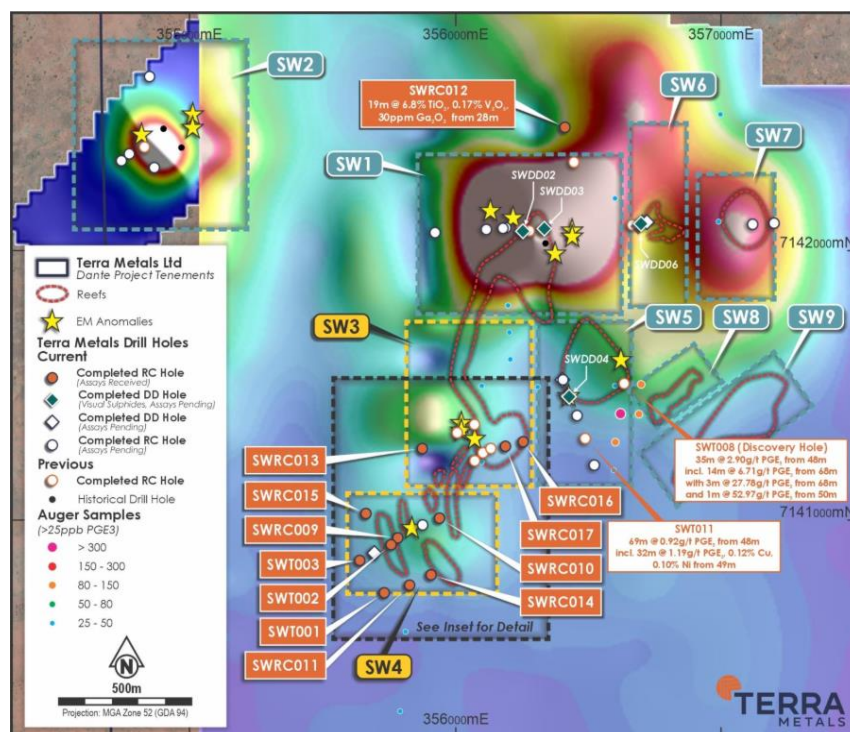 355000mE
356000mE
357000mE
SW2
SWRC012
19m @ 6.8% TiO2, 0.17% V2O5,
30ppm Ga2O3 from 28m
SW6
SW7
SW1
SWDD02
SWDD03
SWDD06
7142000mN
Terra Metals Ltd
Dante Project Tenements
Reefs
EM Anomalies
Terra Metals Drill Holes
Current
Completed RC Hole
(Assays Received)
Completed DD Hole
(Visual Sulphides, Assays Pending)
Completed DD Hole
(Assays Pending)
Completed RC Hole
(Assays Pending)
Previous
Completed RC Hole
Historical Drill Hole
Auger Samples
(>25ppb PGE3)
> 300
150 - 300
80 - 150
50 - 80
25 - 50
N
500m
Projection: MGA Zone 52 (GDA 94)
SW3
SW5
SW8
SW9
SWDD04
SWT008 (Discovery Hole)
35m @ 2.90g/t PGE, from 48m
incl. 14m @ 6.71g/t PGE, from 68m
with 3m @ 27.78g/t PGE, from 68m
and 1m @ 52.97g/t PGE, from 50m
SWRC013
SWRC015
SWRC009
SWT003
SWT002
SWT001
SWRC011
SWRC016
SWRC017
SWRC010
SWRC014
SWT011
69m @ 0.92g/t PGE, from 48m
incl. 32m @ 1.19g/t PGE, 0.12% Cu,
0.10% Ni from 49m
7141000mN
See Inset for Detail
SW4
356000mE
TERRA
METALS